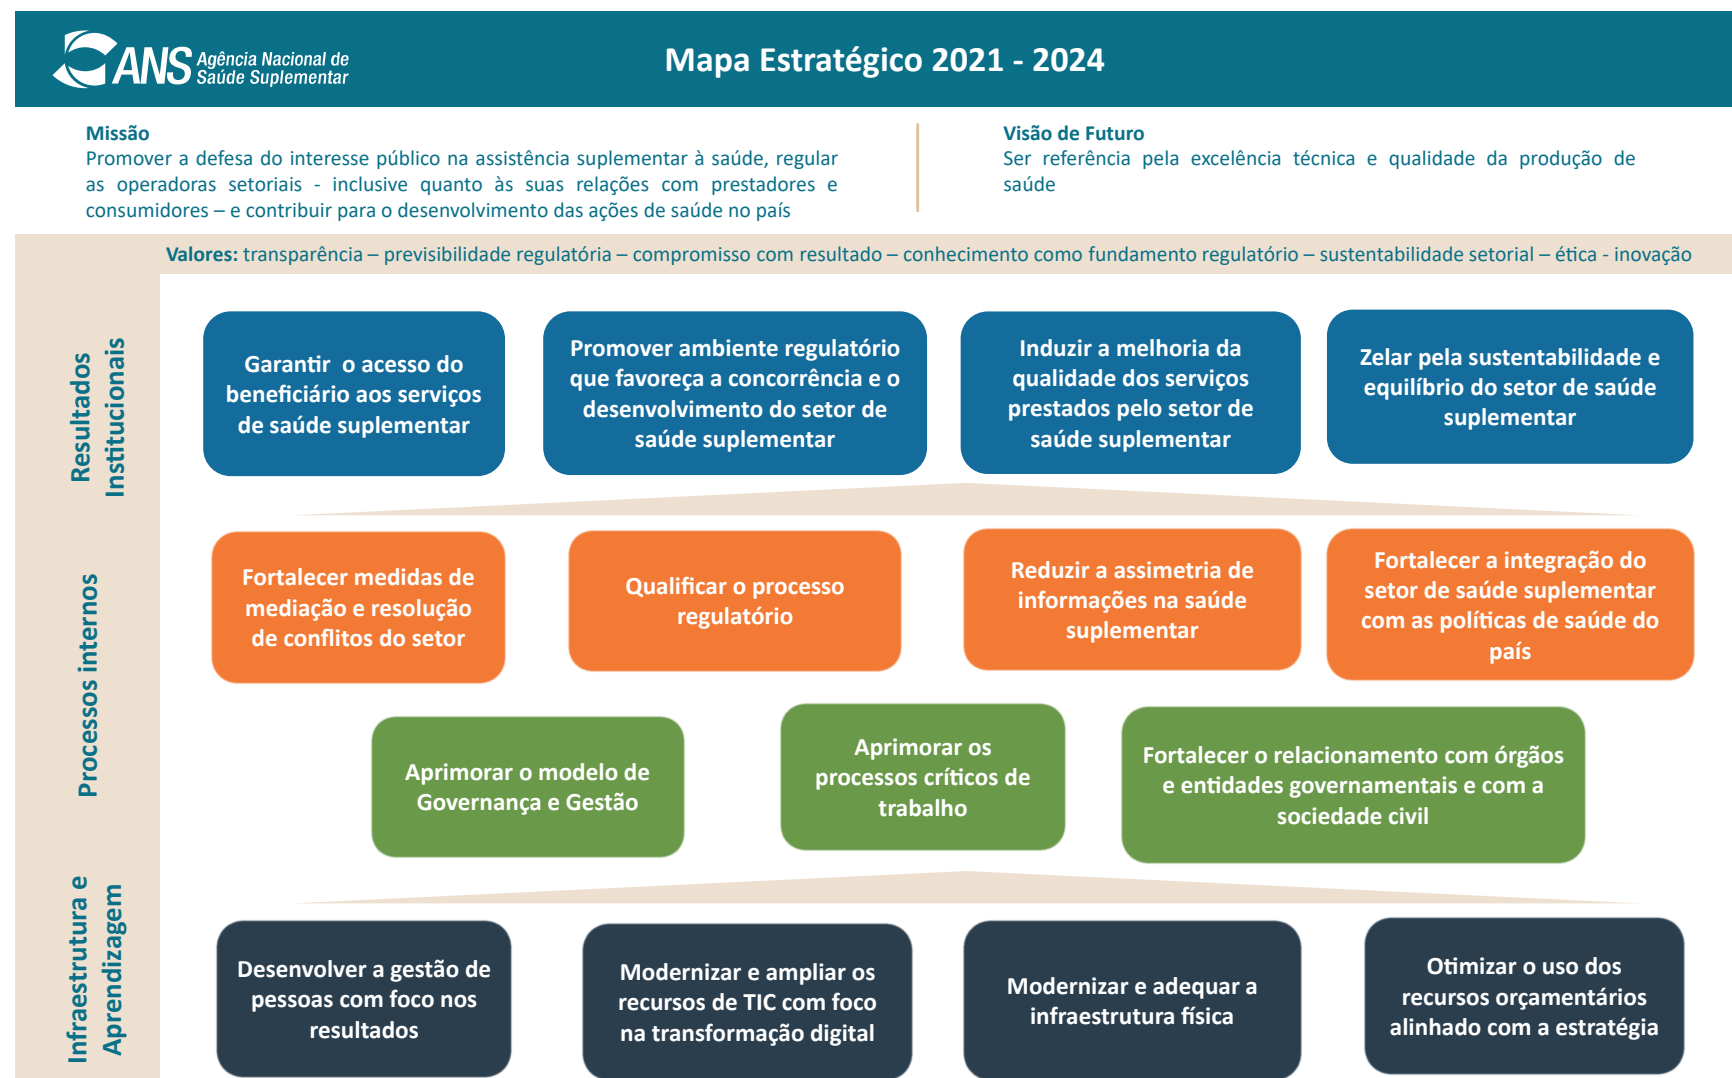 ANS Agência Nacional de
Saúde Suplementar
Mapa Estratégico 2021 - 2024
Missão
Promover a defesa do interesse público na assistência suplementar à saúde, regular
as operadoras setoriais - inclusive quanto às suas relações com prestadores e
consumidores – e contribuir para o desenvolvimento das ações de saúde no país
Visão de Futuro
Ser referência pela excelência técnica e qualidade da produção de
saúde
Valores: transparência – previsibilidade regulatória – compromisso com resultado – conhecimento como fundamento regulatório – sustentabilidade setorial – ética - inovação
Resultados
Institucionais
Garantir o acesso do
beneficiário aos serviços
de saúde suplementar
Promover ambiente regulatório
que favoreça a concorrência e o
desenvolvimento do setor de
saúde suplementar
Induzir a melhoria da
qualidade dos serviços
prestados pelo setor de
saúde suplementar
Zelar pela sustentabilidade e
equilíbrio do setor de saúde
suplementar
Processos internos
Fortalecer medidas de
mediação e resolução
de conflitos do setor
Qualificar o processo
regulatório
Reduzir a assimetria de
informações na saúde
suplementar
Fortalecer a integração do
setor de saúde suplementar
com as políticas de saúde do
país
Aprimorar o modelo de
Governança e Gestão
Aprimorar os
processos críticos de
trabalho
Fortalecer o relacionamento com órgãos
e entidades governamentais e com a
sociedade civil
Infraestrutura e
Aprendizagem
Desenvolver a gestão de
pessoas com foco nos
resultados
Modernizar e ampliar os
recursos de TIC com foco
na transformação digital
Modernizar e adequar a
infraestrutura física
Otimizar o uso dos
recursos orçamentários
alinhado com a estratégia